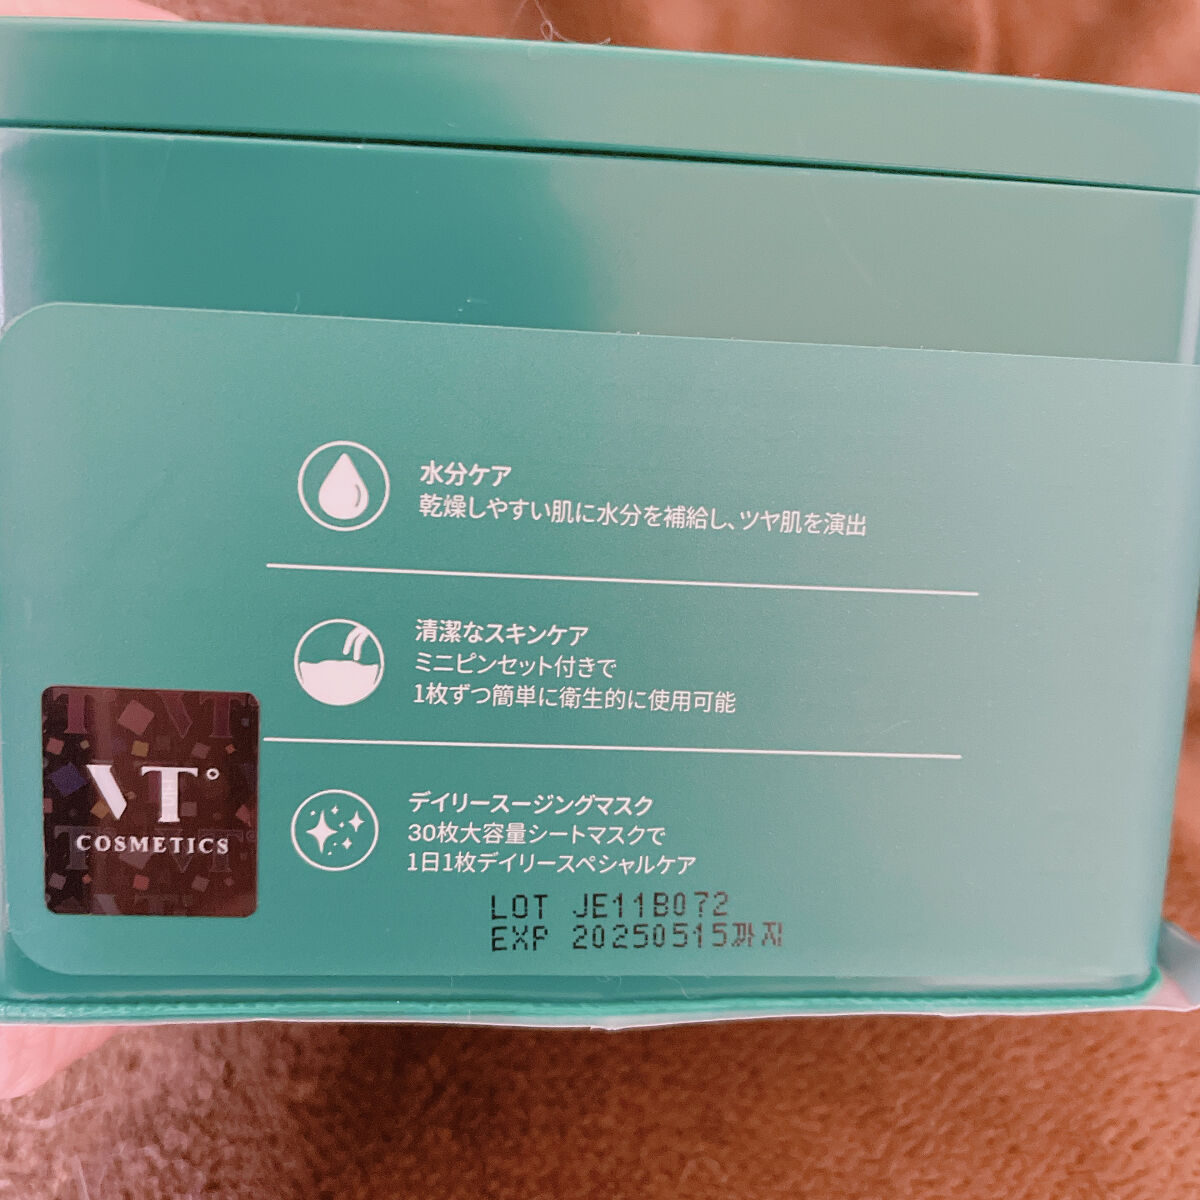 水分ケア
乾燥しやすい肌に水分を補給し、ツヤ肌を演出
清潔なスキンケア
ミニピンセット付きで
1枚ずつ簡単に衛生的に使用可能
デイリースージングマスク
30枚大容量シートマスクで
1日1枚デイリースペシャルケア
VT°
COSMETICS
LOT JE11B072
EXP 20250515까지